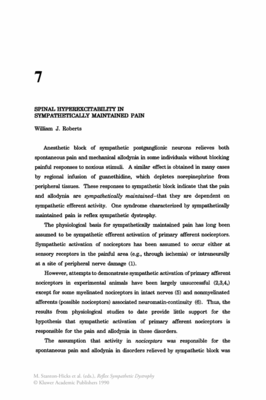 7
SPINAL HYPEREXCITABILITY IN
SYMPATHETICALLY MAINTAINED PAIN
William J. Roberts
Anesthetic block of sympathetic postganglionic neurons relieves both
spontaneous pain and mechanical allodynia in some individuals without blocking
painful responses to noxious stimuli. A similar effect is obtained in many cases
by regional infusion of guanethidine, which depletes norepinephrine from
peripheral tissues. These responses to sympathetic block indicate that the pain
and allodynia are sympathetically maintained-that they are dependent on
sympathetic efferent activity. One syndrome characterized by sympathetically
maintained pain is reflex sympathetic dystrophy.
The physiological basis for sympathetically maintained pain has long been
assumed to be sympathetic efferent activation of primary afferent nociceptors.
Sympathetic activation of nociceptors has been assumed to occur either at
sensory receptors in the painful area (e.g., through ischemia) or intraneurally
at a site of peripheral nerve damage (1).
However, attempts to demonstrate sympathetic activation of primary afferent
nociceptors in experimental animals have been largely unsuccessful (2,3,4,)
except for some myelinated nociceptors in intact nerves (5) and nonmyelinated
afferents (possible nociceptors) associated neuromatin-continuity (6). Thus, the
results from physiological studies to date provide little support for the
hypothesis that sympathetic activation of primary afferent nociceptors is
responsible for the pain and allodynia in these disorders.
The assumption that activity in nociceptors was responsible for the
spontaneous pain and allodynia in disorders relieved by sympathetic block was
M. Stanton-Hicks et al. (eds.), Reflex Sympathetic Dystrophy
© Kluwer Academic Publishers 1990